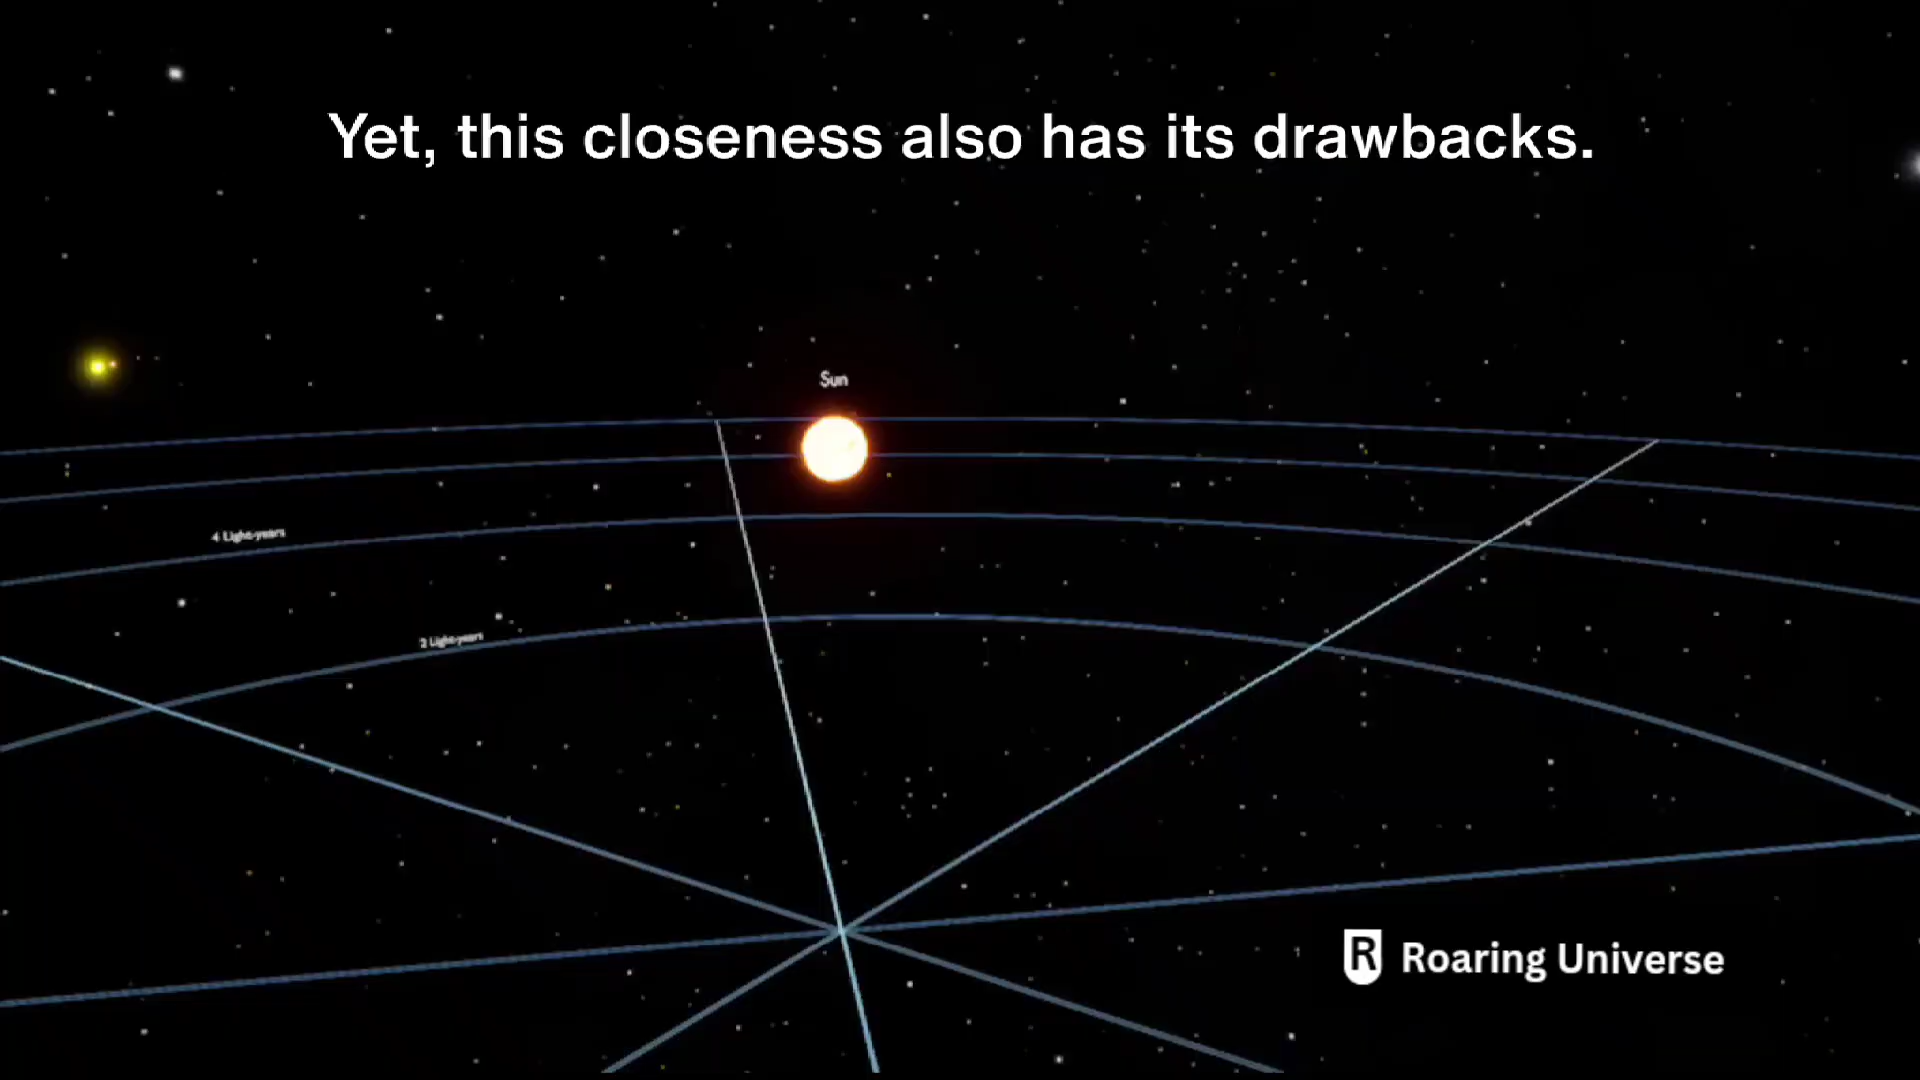 Yet, this closeness also has its drawbacks.
Sun
4 Light-years
2 Light-years
R Roaring Universe